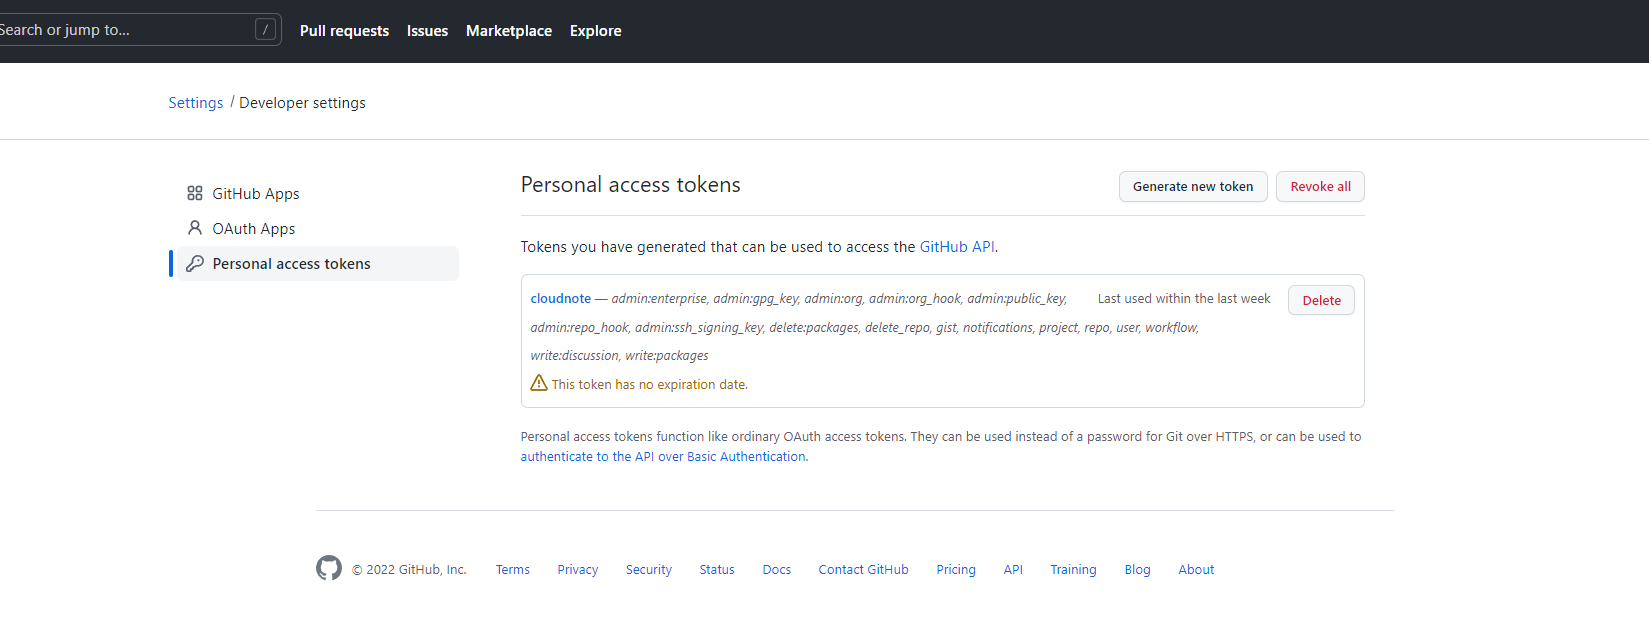 Search or jump to... / Pull requests Issues Marketplace Explore
Settings / Developer settings
GitHub Apps
OAuth Apps
Personal access tokens
Personal access tokens Generate new token Revoke all
Tokens you have generated that can be used to access the GitHub API.
cloudnote — admin:enterprise, admin:gpg_key, admin:org, admin:org_hook, admin:public_key, Last used within the last week Delete
admin:repo_hook, admin:ssh_signing_key, delete:packages, delete_repo, gist, notifications, project, repo, user, workflow,
write:discussion, write:packages
This token has no expiration date.
Personal access tokens function like ordinary OAuth access tokens. They can be used instead of a password for Git over HTTPS, or can be used to
authenticate to the API over Basic Authentication.
© 2022 GitHub, Inc. Terms Privacy Security Status Docs Contact GitHub Pricing API Training Blog About